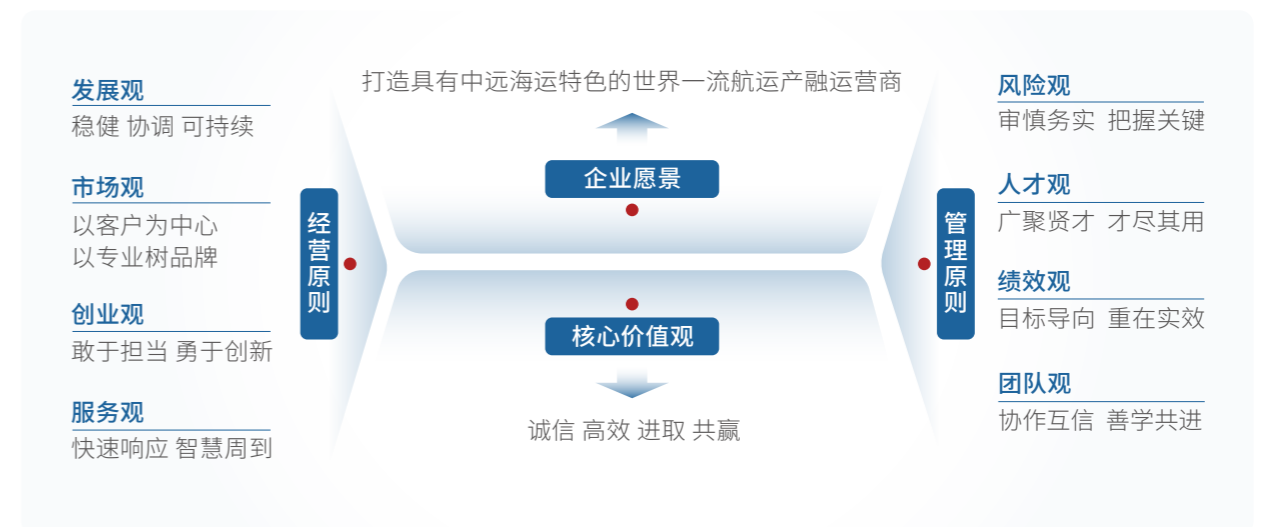 发展观
稳健 协调 可持续
市场观
以客户为中心
以专业树品牌
创业观
敢于担当 勇于创新
服务观
快速响应 智慧周到
经营原则
打造具有中远海运特色的世界一流航运产融运营商
企业愿景
核心价值观
诚信 高效 进取 共赢
管理原则
风险观
审慎务实 把握关键
人才观
广聚贤才 才尽其用
绩效观
目标导向 重在实效
团队观
协作互信 善学共进